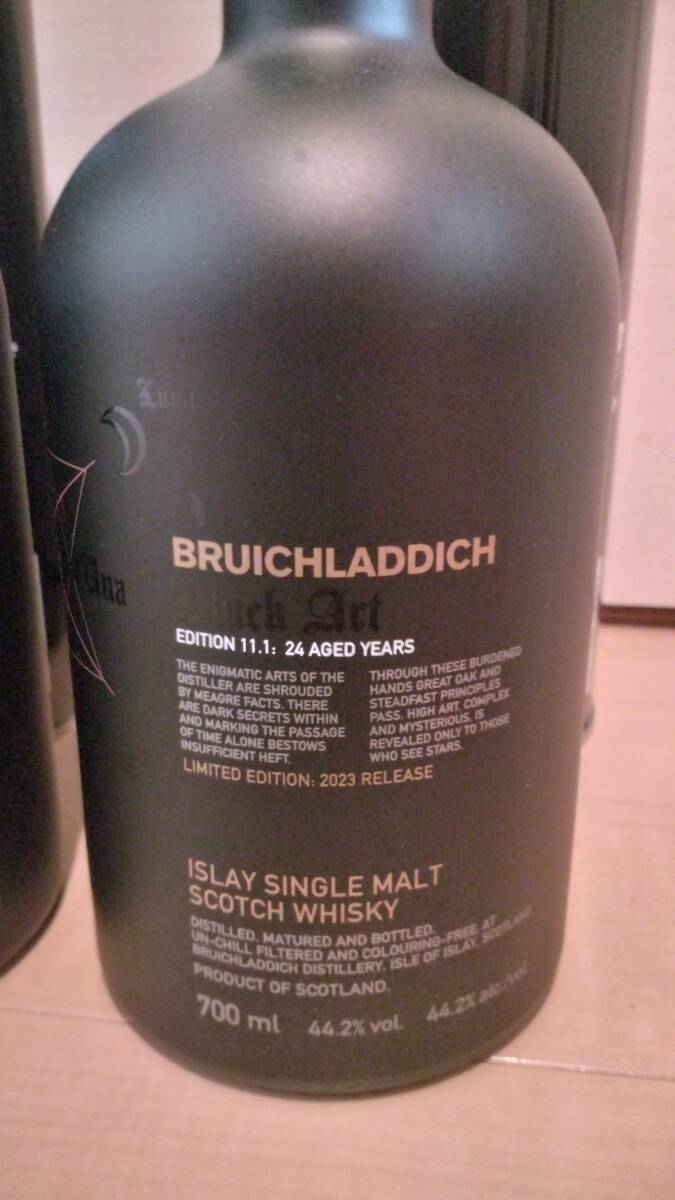 BRUICHLADDICH
Art
EDITION 11.1: 24 AGED YEARS
THE ENIGMATIC ARTS OF THE
DISTILLER ARE SHROUDED
BY MEAGRE FACTS. THERE
ARE DARK SECRETS WITHIN
AND MARKING THE PASSAGE
OF TIME ALONE BESTOWS
INSUFFICIENT HEFT.
THROUGH THESE BURDENED
HANDS GREAT OAK AND
STEADFAST PRINCIPLES
PASS. HIGH ART. COMPLEX
AND MYSTERIOUS, IS
REVEALED ONLY TO THOSE
WHO SEE STARS.
LIMITED EDITION: 2023 RELEASE
ISLAY SINGLE MALT
SCOTCH WHISKY
DISTILLED, MATURED AND BOTTLED,
UN-CHILL FILTERED AND COLOURING-FREE, AT
BRUICHLADDICH DISTILLERY, ISLE OF ISLAY, SCOTLAND
PRODUCT OF SCOTLAND.
700 ml 44.2% vol. 44.2% alc./vol.